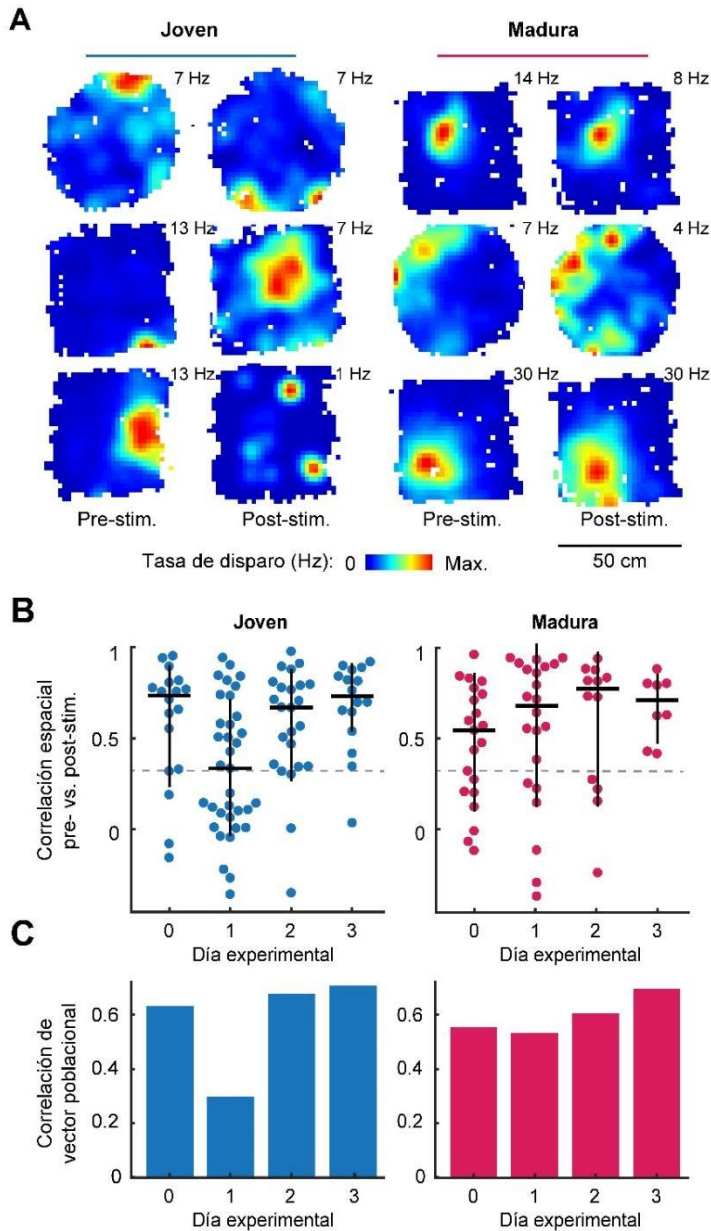 A
Joven
Madura
7 Hz
7 Hz
14 Hz
8 Hz
13 Hz
7 Hz
7 Hz
4 Hz
13 Hz
1 Hz
30 Hz
30 Hz
Pre-stim.
Post-stim.
Pre-stim.
Post-stim.
Tasa de disparo (Hz): 0
Max.
50 cm
B
Joven
Madura
Correlación espacial
pre- vs. post-stim.
1
0.5
0
1
0.5
0
0 1 2 3
0 1 2 3
Día experimental
Día experimental
C
Correlación de
vector poblacional
0.6
0.4
0.2
0
0.6
0.4
0.2
0
0 1 2 3
0 1 2 3
Día experimental
Día experimental